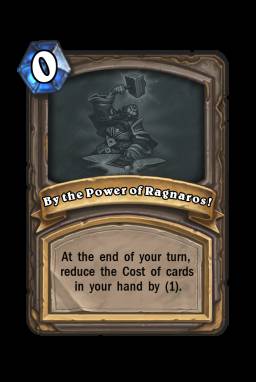 0
By the Power of Ragnaros!
At the end of your turn,
reduce the Cost of cards
in your hand by (1).